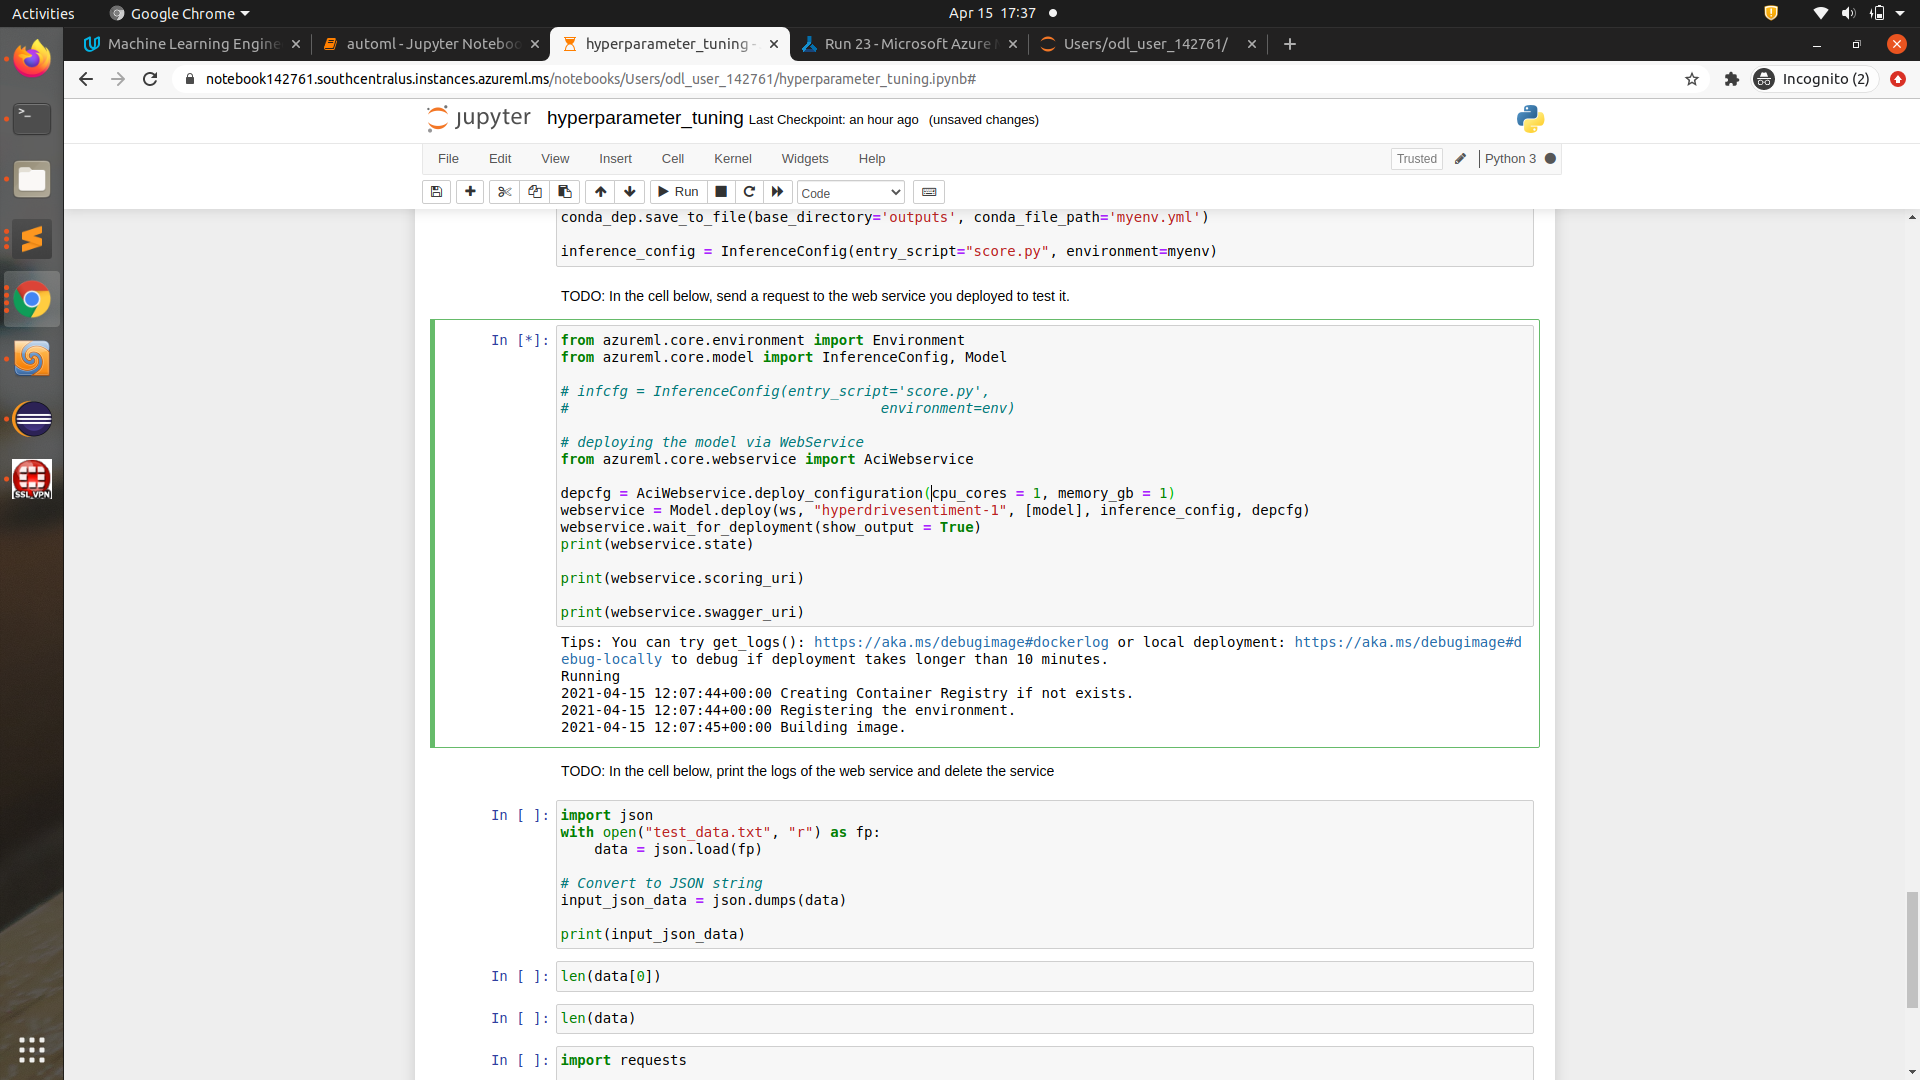 Activities
Google Chrome
Apr 15 17:37
Machine Learning Engine
automl - Jupyter Notebo
hyperparameter_tuning -
Run 23 - Microsoft Azure
Users/odl_user_142761/
notebook142761.southcentralus.instances.azureml.ms/notebooks/Users/odl_user_142761/hyperparameter_tuning.ipynb#
Incognito (2)
jupyter hyperparameter_tuning Last Checkpoint: an hour ago (unsaved changes)
File Edit View Insert Cell Kernel Widgets Help
Trusted
Python 3
Run
Code
conda_dep.save_to_file(base_directory='outputs', conda_file_path='myenv.yml')
inference_config = InferenceConfig(entry_script="score.py", environment=myenv)
TODO: In the cell below, send a request to the web service you deployed to test it.
In [*]:
from azureml.core.environment import Environment
from azureml.core.model import InferenceConfig, Model
# infcfg = InferenceConfig(entry_script='score.py',
#                                     environment=env)
# deploying the model via WebService
from azureml.core.webservice import AciWebservice
depcfg = AciWebservice.deploy_configuration(cpu_cores = 1, memory_gb = 1)
webservice = Model.deploy(ws, "hyperdrivesentiment-1", [model], inference_config, depcfg)
webservice.wait_for_deployment(show_output = True)
print(webservice.state)
print(webservice.scoring_uri)
print(webservice.swagger_uri)
Tips: You can try get_logs(): https://aka.ms/debugimage#dockerlog or local deployment: https://aka.ms/debugimage#d
ebug-locally to debug if deployment takes longer than 10 minutes.
Running
2021-04-15 12:07:44+00:00 Creating Container Registry if not exists.
2021-04-15 12:07:44+00:00 Registering the environment.
2021-04-15 12:07:45+00:00 Building image.
TODO: In the cell below, print the logs of the web service and delete the service
In [ ]:
import json
with open("test_data.txt", "r") as fp:
    data = json.load(fp)
# Convert to JSON string
input_json_data = json.dumps(data)
print(input_json_data)
In [ ]: len(data[0])
In [ ]: len(data)
In [ ]: import requests
SSL VPN